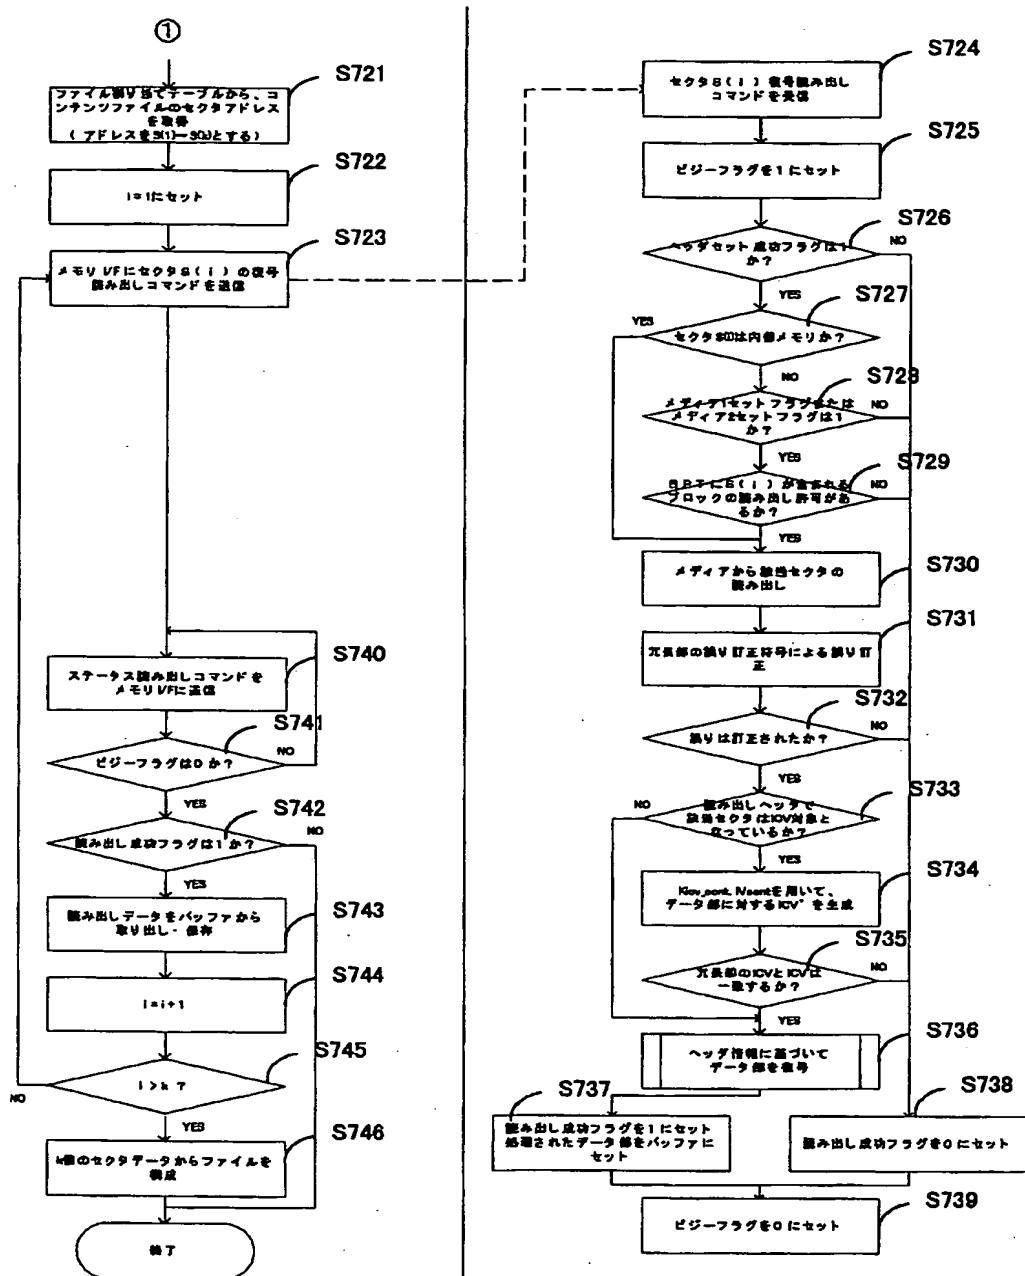 ①
S721
ファイル割り当てテーブルから、コ
ンテンツファイルのセクタアドレス
を取得
( アドレスをS(1)-S(k)とする)
S722
i=1にセット
S723
メモリI/FにセクタS( i ) の復号
読み出しコマンドを送信
S740
ステータス読み出しコマンドを
メモリI/Fに送信
S741
ビジーフラグは0 か?
NO
YES
S742
読み出し成功フラグは1 か?
NO
YES
S743
読み出しデータをバッファから
取り出し・保存
S744
i=i+1
S745
i > k ?
NO
YES
S746
k個のセクタデータからファイルを
構成
終了
S724
セクタS( i ) 復号読み出し
コマンドを受信
S725
ビジーフラグを1 にセット
S726
ヘッダセット成功フラグは1
か?
NO
YES
S727
YES
セクタS(i)は内部メモリか?
NO
S728
メディア1セットフラグまたは
メディア2セットフラグは1
か?
NO
YES
S729
BPTにS( i ) が含まれる
ブロックの読み出し許可があ
るか?
NO
YES
S730
メディアから該当セクタの
読み出し
S731
冗長部の誤り訂正符号による誤り訂
正
S732
誤りは訂正されたか?
NO
YES
S733
NO
読み出しヘッダで
該当セクタはICV対象と
なっているか?
YES
S734
Kicv_cont, IVcontを用いて、
データ部に対するICV' を生成
S735
冗長部のICVとICV'は
一致するか?
NO
YES
S736
ヘッダ情報に基づいて
データ部を復号
S737
読み出し成功フラグを1 にセット
処理されたデータ部をバッファに
セット
S738
読み出し成功フラグを0 にセット
S739
ビジーフラグを0 にセット